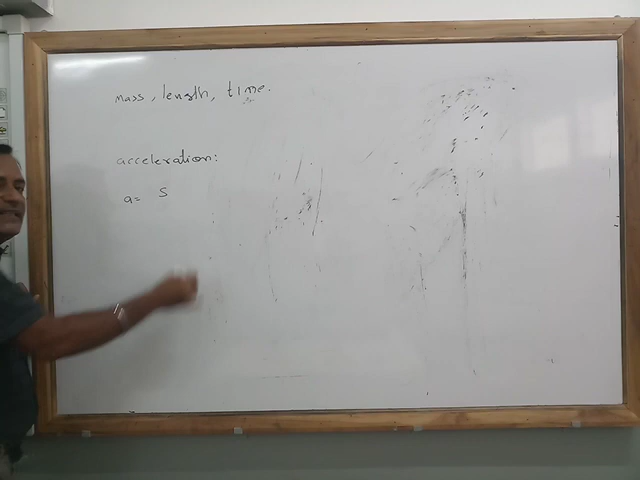 mass, length, time.
acceleration:
a= s